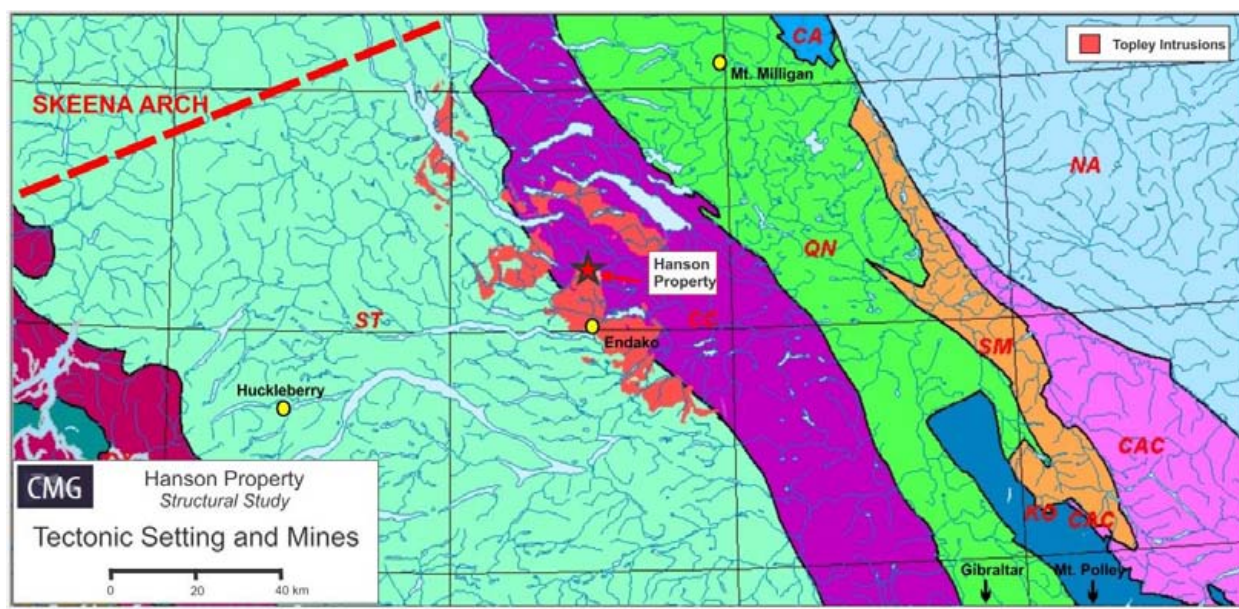 SKEENA ARCH
CA
Mt. Milligan
Topley Intrusions
NA
Hanson
Property
QN
ST
CC
Endako
SM
Huckleberry
CAC
KO
CAC
CMG
Hanson Property
Structural Study
Tectonic Setting and Mines
0 20 40 km
Gibraltar
Mt. Polley